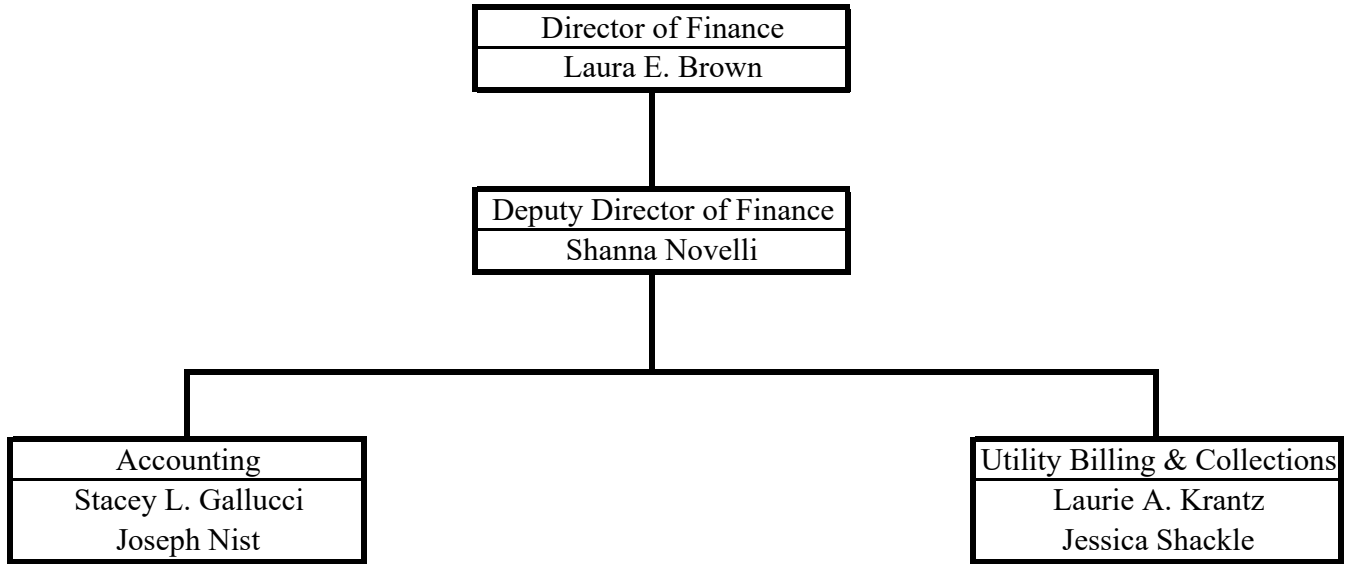 Director of Finance
Laura E. Brown
Deputy Director of Finance
Shanna Novelli
Accounting
Stacey L. Gallucci
Joseph Nist
Utility Billing & Collections
Laurie A. Krantz
Jessica Shackle